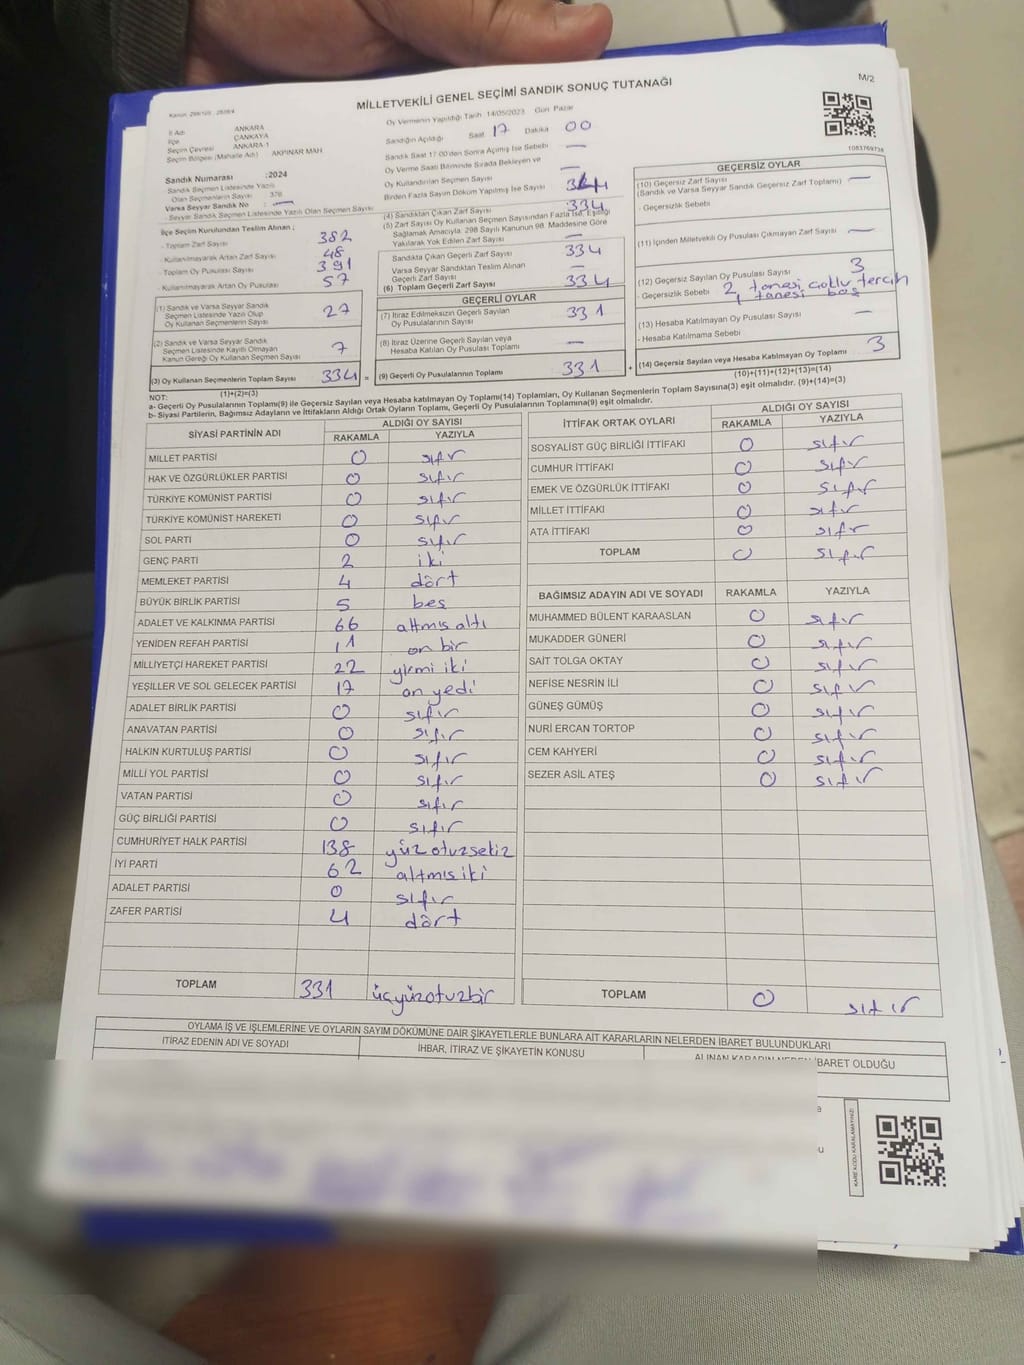 MİLLETVEKİLİ GENEL SEÇİMİ SANDIK SONUÇ TUTANAĞI
M/2
Oy Vermenin Yapıldığı Tarih 14/05/2023 Gün Pazar
İl Adı ANKARA
İlçe ÇANKAYA
Seçim Çevresi ANKARA-1
Seçim Bölgesi (Mahalle Adı) AKPINAR MAH
Sandığın Açıldığı Saat 17 Dakika 00
Sandık Saat 17:00'den Sonra Açılmış İse Sebebi —
Oy Verme Saati Bitiminde Sırada Bekleyen ve
Oy Kullandırılan Seçmen Sayısı —
Birden Fazla Sayım Döküm Yapılmış İse Sayısı
Sandık Numarası :2024
Sandık Seçmen Listesinde Yazılı
Olan Seçmenlerin Sayısı : 376
Varsa Seyyar Sandık No : —
Seyyar Sandık Seçmen Listesinde Yazılı Olan Seçmen Sayısı
İlçe Seçim Kurulundan Teslim Alınan ;
- Toplam Zarf Sayısı 382
- Kullanılmayarak Artan Zarf Sayısı 48
- Toplam Oy Pusulası Sayısı 391
- Kullanılmayarak Artan Oy Pusulası 57
(1) Sandık ve Varsa Seyyar Sandık
Seçmen Listesinde Yazılı Olup
Oy Kullanan Seçmenlerin Sayısı
(2) Sandık ve Varsa Seyyar Sandık
Seçmen Listesinde Kayıtlı Olmayan
Kanun Gereği Oy Kullanan Seçmen Sayısı 7
(3) Oy Kullanan Seçmenlerin Toplam Sayısı 334
(1)+(2)=(3)
(4) Sandıktan Çıkan Zarf Sayısı 334
(5) Zarf Sayısı Oy Kullanan Seçmen Sayısından Fazla İse, Eşitliği
Sağlamak Amacıyla, 298 Sayılı Kanunun 98. Maddesine Göre
Yakılarak Yok Edilen Zarf Sayısı —
Sandıkta Çıkan Geçerli Zarf Sayısı 334
Varsa Seyyar Sandıktan Teslim Alınan
Geçerli Zarf Sayısı —
(6) Toplam Geçerli Zarf Sayısı 334
GEÇERLİ OYLAR
(7) İtiraz Edilmeksizin Geçerli Sayılan
Oy Pusulalarının Sayısı 331
(8) İtiraz Üzerine Geçerli Sayılan veya
Hesaba Katılan Oy Pusulası Toplamı —
= (9) Geçerli Oy Pusulalarının Toplamı 331
GEÇERSİZ OYLAR
1083769738
(10) Geçersiz Zarf Sayısı —
(Sandık ve Varsa Seyyar Sandık Geçersiz Zarf Toplamı)
- Geçersizlik Sebebi
(11) İçinden Milletvekili Oy Pusulası Çıkmayan Zarf Sayısı —
(12) Geçersiz Sayılan Oy Pusulası Sayısı 3
- Geçersizlik Sebebi 2 tanesi çoklu tercih
1 tanesi boş
(13) Hesaba Katılmayan Oy Pusulası Sayısı —
- Hesaba Katılmama Sebebi
+ (14) Geçersiz Sayılan veya Hesaba Katılmayan Oy Toplamı 3
(10)+(11)+(12)+(13)=(14)
NOT:
a- Geçerli Oy Pusulalarının Toplamı(9) ile Geçersiz Sayılan veya Hesaba katılmayan Oy Toplamı(14) Toplamları, Oy Kullanan Seçmenlerin Toplam Sayısına(3) eşit olmalıdır. (9)+(14)=(3)
b- Siyasi Partilerin, Bağımsız Adayların ve İttifakların Aldığı Ortak Oyların Toplamı, Geçerli Oy Pusulalarının Toplamına(9) eşit olmalıdır.
SİYASİ PARTİNİN ADI ALDIĞI OY SAYISI
RAKAMLA YAZIYLA
MİLLET PARTİSİ 0 sıfır
HAK VE ÖZGÜRLÜKLER PARTİSİ 0 sıfır
TÜRKİYE KOMÜNİST PARTİSİ 0 sıfır
TÜRKİYE KOMÜNİST HAREKETİ 0 sıfır
SOL PARTİ 0 sıfır
GENÇ PARTİ 2 iki
MEMLEKET PARTİSİ 4 dört
BÜYÜK BİRLİK PARTİSİ 5 beş
ADALET VE KALKINMA PARTİSİ 66 altmış altı
YENİDEN REFAH PARTİSİ 11 on bir
MİLLİYETÇİ HAREKET PARTİSİ 22 yirmi iki
YEŞİLLER VE SOL GELECEK PARTİSİ 17 on yedi
ADALET BİRLİK PARTİSİ 0 sıfır
ANAVATAN PARTİSİ 0 sıfır
HALKIN KURTULUŞ PARTİSİ 0 sıfır
MİLLİ YOL PARTİSİ 0 sıfır
VATAN PARTİSİ 0 sıfır
GÜÇ BİRLİĞİ PARTİSİ 0 sıfır
CUMHURİYET HALK PARTİSİ 138 yüzotuzsekiz
İYİ PARTİ 62 altmışiki
ADALET PARTİSİ 0 sıfır
ZAFER PARTİSİ 4 dört
TOPLAM 331 üçyüzotuzbir
İTTİFAK ORTAK OYLARI ALDIĞI OY SAYISI
RAKAMLA YAZIYLA
SOSYALİST GÜÇ BİRLİĞİ İTTİFAKI 0 sıfır
CUMHUR İTTİFAKI 0 sıfır
EMEK VE ÖZGÜRLÜK İTTİFAKI 0 sıfır
MİLLET İTTİFAKI 0 sıfır
ATA İTTİFAKI 0 sıfır
TOPLAM 0 sıfır
BAĞIMSIZ ADAYIN ADI VE SOYADI RAKAMLA YAZIYLA
MUHAMMED BÜLENT KARAASLAN 0 sıfır
MUKADDER GÜNERİ 0 sıfır
SAİT TOLGA OKTAY 0 sıfır
NEFİSE NESRİN İLİ 0 sıfır
GÜNEŞ GÜMÜŞ 0 sıfır
NURİ ERCAN TORTOP 0 sıfır
CEM KAHYERİ 0 sıfır
SEZER ASİL ATEŞ 0 sıfır
TOPLAM 0 sıfır
OYLAMA İŞ VE İŞLEMLERİNE VE OYLARIN SAYIM DÖKÜMÜNE DAİR ŞİKAYETLERLE BUNLARA AİT KARARLARIN NELERDEN İBARET BULUNDUKLARI
İTİRAZ EDENİN ADI VE SOYADI İHBAR, İTİRAZ VE ŞİKAYETİN KONUSU ALINAN KARARIN NEDEN İBARET OLDUĞU
KARE KODU KARALAMAYINIZ!